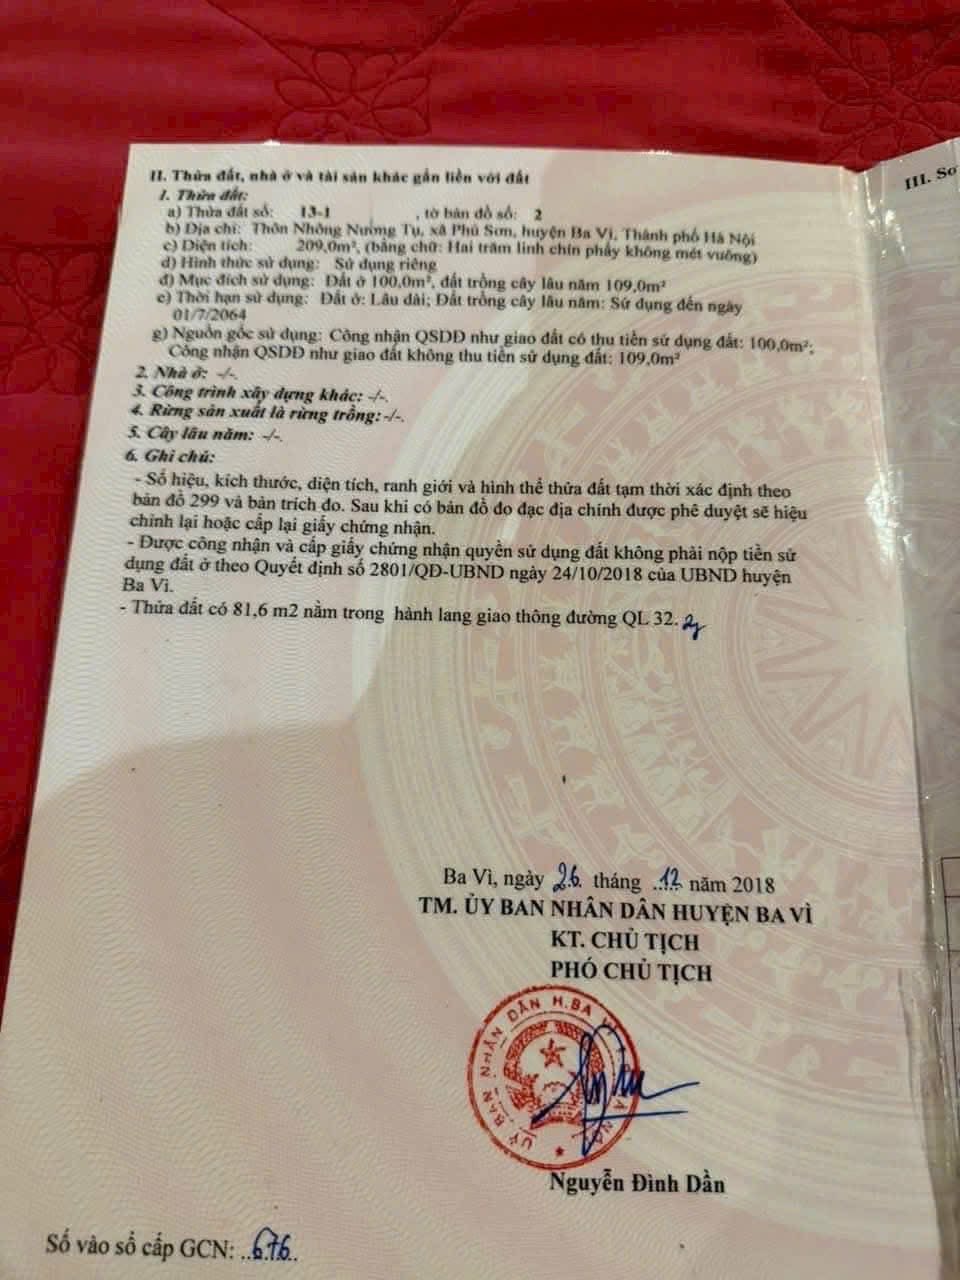 II. Thửa đất, nhà ở và tài sản khác gắn liền với đất
1. Thửa đất:
a) Thửa đất số: 13-1 , tờ bản đồ số: 2
b) Địa chỉ: Thôn Nhông Nương Tụ, xã Phú Sơn, huyện Ba Vì, Thành phố Hà Nội
c) Diện tích: 209,0m², (bằng chữ: Hai trăm linh chín phẩy không mét vuông)
d) Hình thức sử dụng: Sử dụng riêng
đ) Mục đích sử dụng: Đất ở 100,0m², đất trồng cây lâu năm 109,0m²
e) Thời hạn sử dụng: Đất ở: Lâu dài; Đất trồng cây lâu năm: Sử dụng đến ngày
01/7/2064
g) Nguồn gốc sử dụng: Công nhận QSDĐ như giao đất có thu tiền sử dụng đất: 100,0m²;
Công nhận QSDĐ như giao đất không thu tiền sử dụng đất: 109,0m²
2. Nhà ở: -/-.
3. Công trình xây dựng khác: -/-.
4. Rừng sản xuất là rừng trồng: -/-.
5. Cây lâu năm: -/-.
6. Ghi chú:
- Số hiệu, kích thước, diện tích, ranh giới và hình thể thửa đất tạm thời xác định theo
bản đồ 299 và bản trích đo. Sau khi có bản đồ đo đạc địa chính được phê duyệt sẽ hiệu
chỉnh lại hoặc cấp lại giấy chứng nhận.
- Được công nhận và cấp giấy chứng nhận quyền sử dụng đất không phải nộp tiền sử
dụng đất ở theo Quyết định số 2801/QĐ-UBND ngày 24/10/2018 của UBND huyện
Ba Vì.
- Thửa đất có 81,6 m2 nằm trong hành lang giao thông đường QL 32.
Ba Vì, ngày 26 tháng 12 năm 2018
TM. ỦY BAN NHÂN DÂN HUYỆN BA VÌ
KT. CHỦ TỊCH
PHÓ CHỦ TỊCH
ỦY BAN NHÂN DÂN H.BA VÌ
Nguyễn Đình Dần
Số vào sổ cấp GCN: 676
III. Sơ